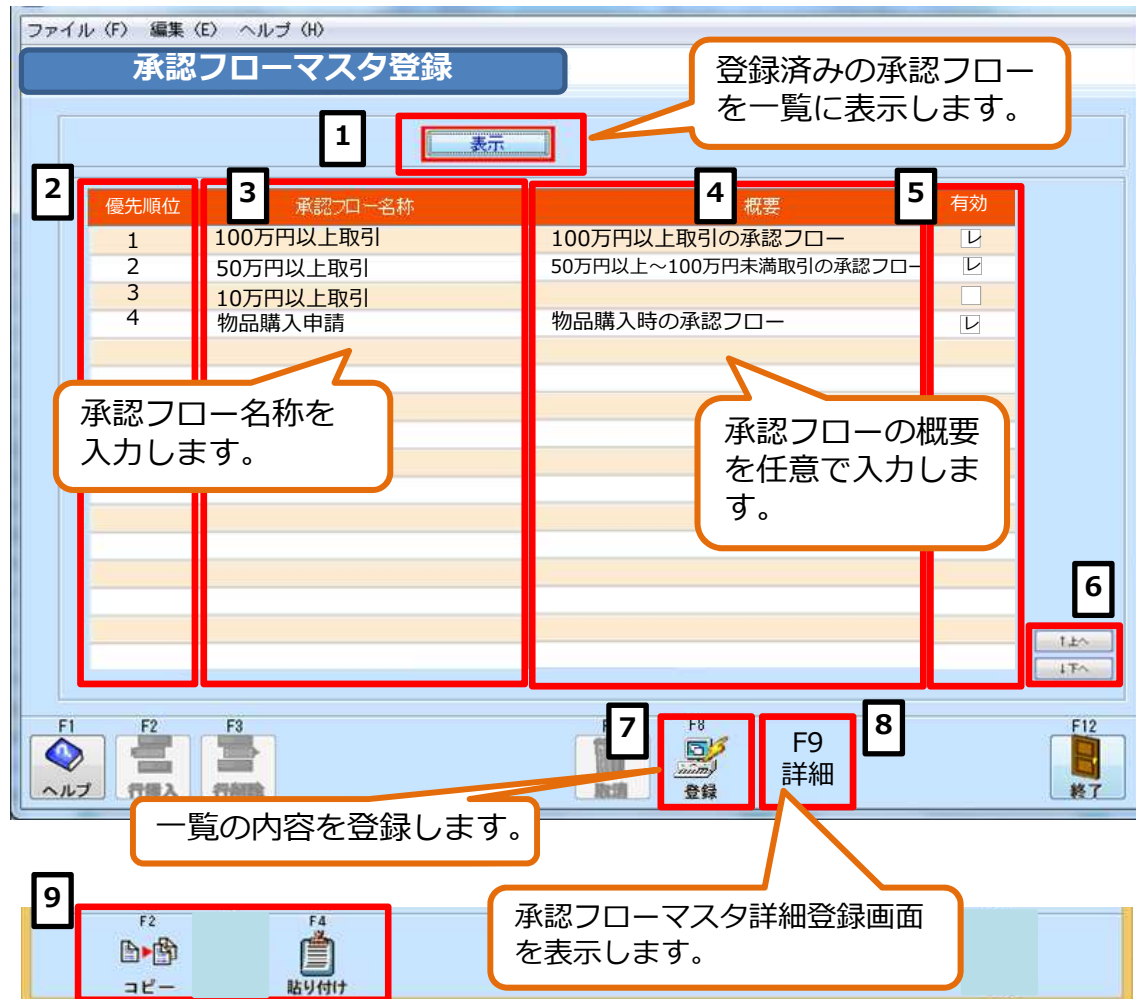 ファイル（F） 編集（E） ヘルプ（H）
承認フローマスタ登録
登録済みの承認フロー
を一覧に表示します。
1
表示
2
3
4
5
優先順位 承認フロー名称 概要 有効
1 100万円以上取引 100万円以上取引の承認フロー レ
2 50万円以上取引 50万円以上～100万円未満取引の承認フロー レ
3 10万円以上取引
4 物品購入申請 物品購入時の承認フロー レ
承認フロー名称を
入力します。
承認フローの概要
を任意で入力しま
す。
6
↑上へ
↓下へ
7
8
F1 F2 F3 F8 F9 F12
ヘルプ 行挿入 行削除 取消 登録 詳細 終了
一覧の内容を登録します。
9
承認フローマスタ詳細登録画面
を表示します。
F2 F4
コピー 貼り付け